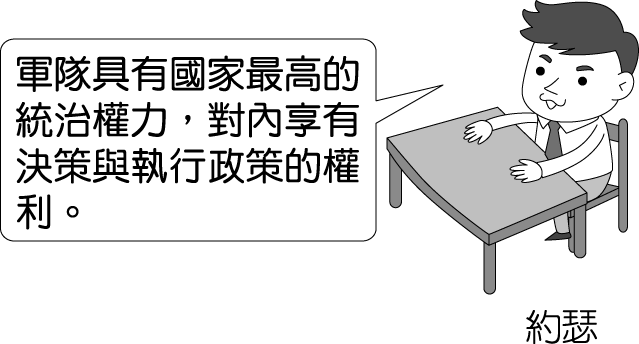 軍隊具有國家最高的
統治權力，對內享有
決策與執行政策的權
利。
約瑟